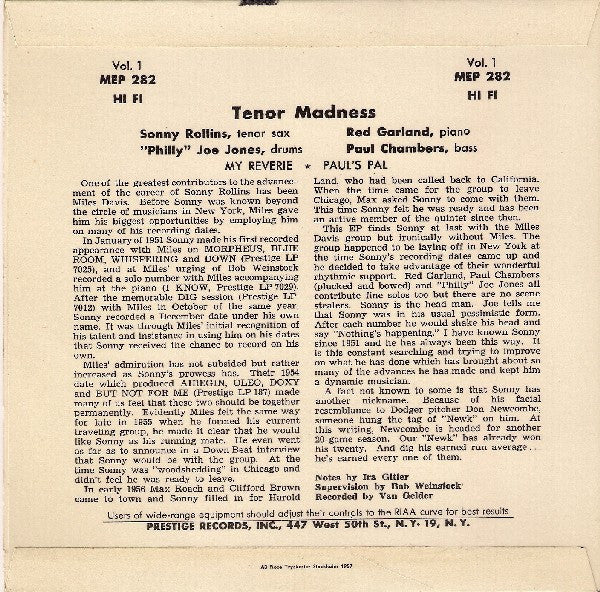 Vol. 1
MEP 282
HI FI
Vol. 1
MEP 282
HI FI
Tenor Madness
Sonny Rollins, tenor sax
Red Garland, piano
"Philly" Joe Jones, drums
Paul Chambers, bass
MY REVERIE ★ PAUL'S PAL
One of the greatest contributors to the advance-
ment of the career of Sonny Rollins has been
Miles Davis. Before Sonny was known beyond
the circle of musicians in New York, Miles gave
him his biggest opportunities by employing him
on many of his recording dates.
In January of 1951 Sonny made his first recorded
appearance with Miles on MORPHEUS, BLUE
ROOM, WHISPERING and DOWN (Prestige LP
7025), and at Miles' urging of Bob Weinstock
recorded a solo number with Miles accompanying
him at the piano (I KNOW, Prestige LP 7029).
After the memorable DIG session (Prestige LP
7012) with Miles in October of the same year,
Sonny recorded a December date under his own
name. It was through Miles' initial recognition of
his talent and insistance in using him on his dates
that Sonny received the chance to record on his
own.
Miles' admiration has not subsided but rather
increased as Sonny's prowess has. Their 1954
date which produced AIREGIN, OLEO, DOXY
and BUT NOT FOR ME (Prestige LP 187) made
many of us feel that these two should be together
permanently. Evidently Miles felt the same way
for late in 1955 when he formed his current
traveling group, he made it clear that he would
like Sonny as his running mate. He even went
so far as to announce in a Down Beat interview
that Sonny would be with the group. At the
time Sonny was "woodshedding" in Chicago and
didn't feel he was ready to leave.
In early 1956 Max Roach and Clifford Brown
came to town and Sonny filled in for Harold
Land, who had been called back to California.
When the time came for the group to leave
Chicago, Max asked Sonny to come with them.
This time Sonny felt he was ready and has been
an active member of the quintet since then.
This EP finds Sonny at last with the Miles
Davis group but ironically without Miles. The
group happened to be laying off in New York at
the time Sonny's recording dates came up and
he decided to take advantage of their wonderful
rhythmic support. Red Garland, Paul Chambers
(plucked and bowed) and "Philly" Joe Jones all
contribute fine solos too but there are no scene
stealers. Sonny is the head man. Joe tells me
that Sonny was in his usual pessimistic form.
After each number he would shake his head and
say "Nothing's happening." I have known Sonny
since 1951 and he has always been this way. It
is this constant searching and trying to improve
on what he has done which has brought about so
many of the advances he has made and kept him
a dynamic musician.
A fact not known to some is that Sonny has
another nickname. Because of his facial
resemblance to Dodger pitcher Don Newcombe,
someone hung the tag of "Newk" on him. At
this writing, Newcombe is headed for another
20 game season. Our "Newk" has already won
his twenty. And dig his earned run average...
he's earned every one of them.
Notes by Ira Gitler
Supervision by Bob Weinstock
Recorded by Van Gelder
Users of wide-range equipment should adjust their controls to the RIAA curve for best results
PRESTIGE RECORDS, INC., 447 West 50th St., N. Y. 19, N. Y.
Stockholm 1957